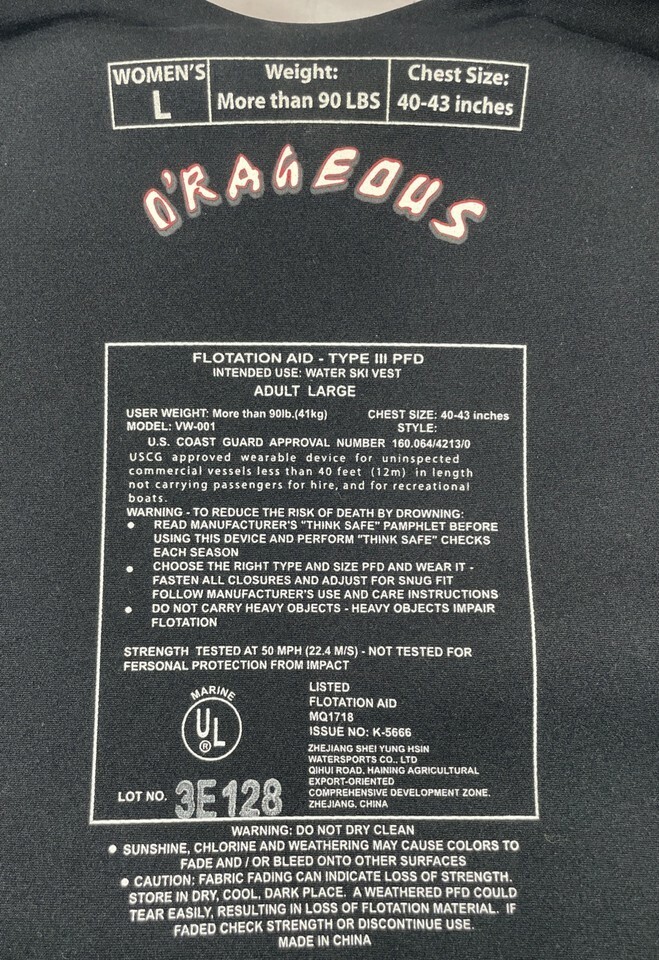 WOMEN'S
L
Weight:
More than 90 LBS
Chest Size:
40-43 inches
O'RAGEOUS
FLOTATION AID - TYPE III PFD
INTENDED USE: WATER SKI VEST
ADULT LARGE
USER WEIGHT: More than 90lb.(41kg) CHEST SIZE: 40-43 inches
MODEL: VW-001 STYLE:
U.S. COAST GUARD APPROVAL NUMBER 160.064/4213/0
USCG approved wearable device for uninspected
commercial vessels less than 40 feet (12m) in length
not carrying passengers for hire, and for recreational
boats.
WARNING - TO REDUCE THE RISK OF DEATH BY DROWNING:
• READ MANUFACTURER'S "THINK SAFE" PAMPHLET BEFORE
USING THIS DEVICE AND PERFORM "THINK SAFE" CHECKS
EACH SEASON
• CHOOSE THE RIGHT TYPE AND SIZE PFD AND WEAR IT -
FASTEN ALL CLOSURES AND ADJUST FOR SNUG FIT
FOLLOW MANUFACTURER'S USE AND CARE INSTRUCTIONS
• DO NOT CARRY HEAVY OBJECTS - HEAVY OBJECTS IMPAIR
FLOTATION
STRENGTH TESTED AT 50 MPH (22.4 M/S) - NOT TESTED FOR
FERSONAL PROTECTION FROM IMPACT
MARINE
UL
®
LISTED
FLOTATION AID
MQ1718
ISSUE NO: K-5666
ZHEJIANG SHEI YUNG HSIN
WATERSPORTS CO., LTD
QIHUI ROAD, HAINING AGRICULTURAL
EXPORT-ORIENTED
COMPREHENSIVE DEVELOPMENT ZONE.
ZHEJIANG, CHINA
LOT NO. 3E128
WARNING: DO NOT DRY CLEAN
• SUNSHINE, CHLORINE AND WEATHERING MAY CAUSE COLORS TO
FADE AND / OR BLEED ONTO OTHER SURFACES
• CAUTION: FABRIC FADING CAN INDICATE LOSS OF STRENGTH.
STORE IN DRY, COOL, DARK PLACE. A WEATHERED PFD COULD
TEAR EASILY, RESULTING IN LOSS OF FLOTATION MATERIAL. IF
FADED CHECK STRENGTH OR DISCONTINUE USE.
MADE IN CHINA